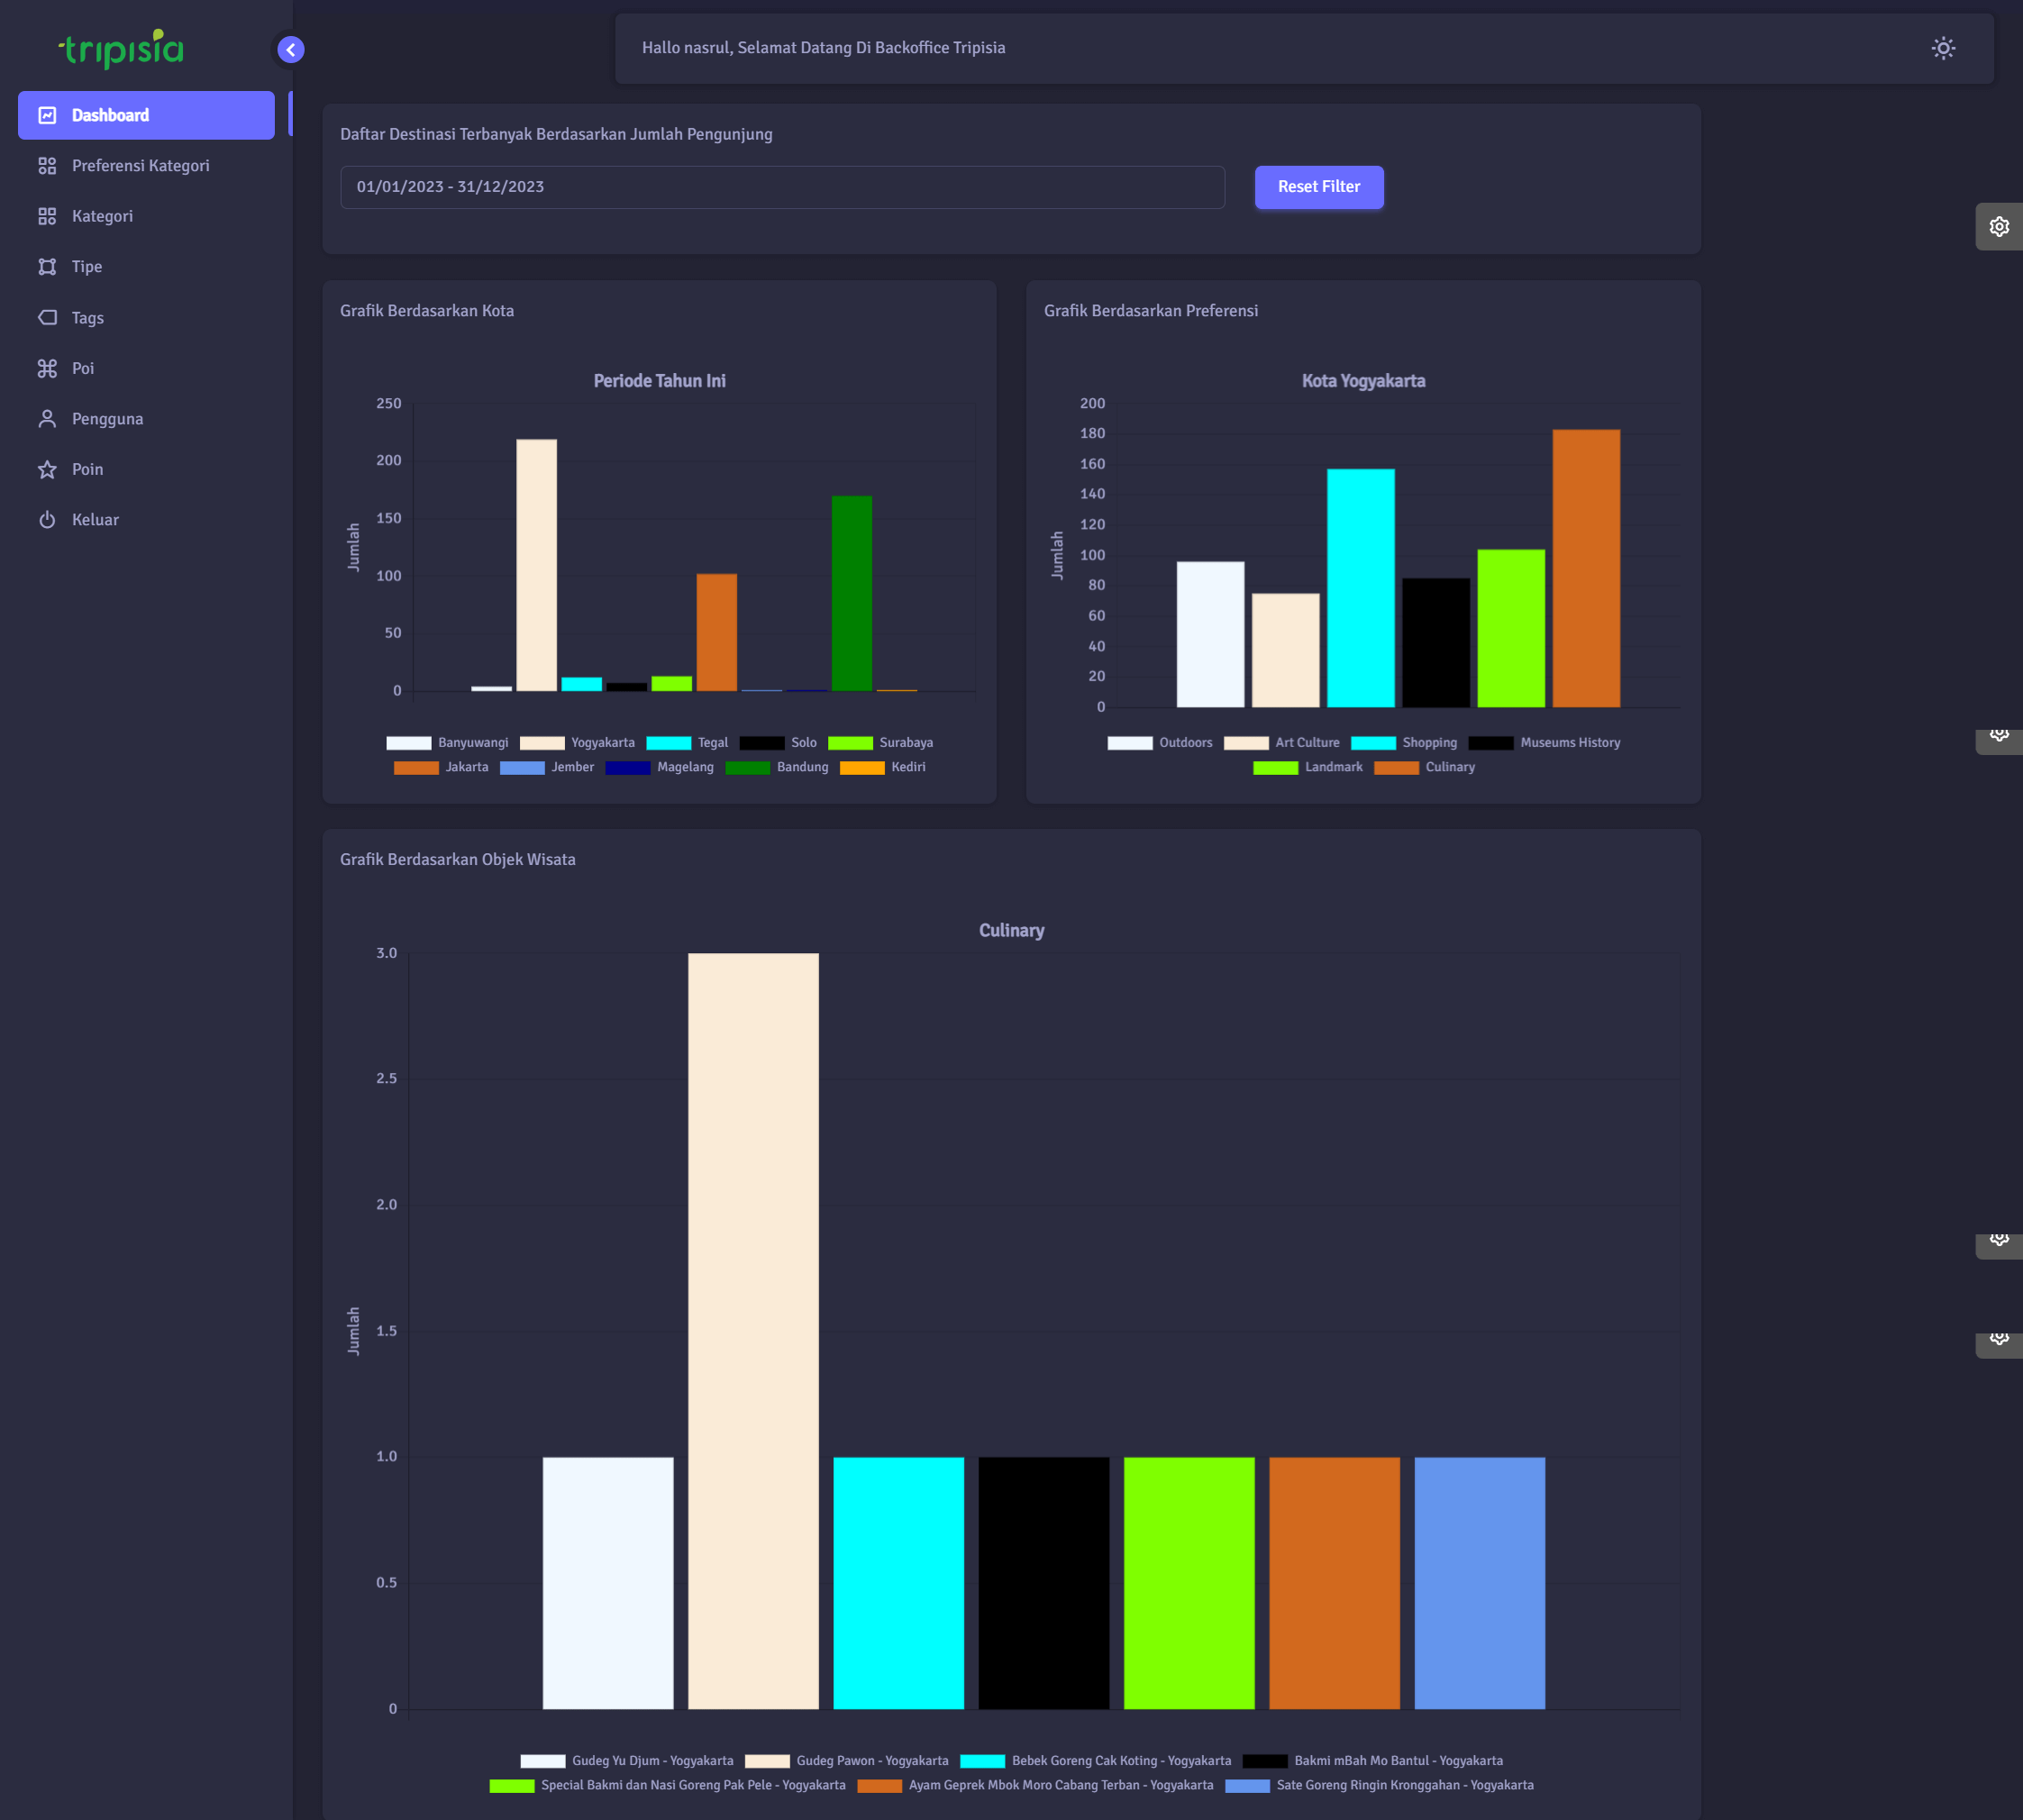 tripisia
Hallo nasrul, Selamat Datang Di Backoffice Tripisia
Dashboard
Preferensi Kategori
Kategori
Tipe
Tags
Poi
Pengguna
Poin
Keluar
Daftar Destinasi Terbanyak Berdasarkan Jumlah Pengunjung
01/01/2023 - 31/12/2023
Reset Filter
Grafik Berdasarkan Kota
Periode Tahun Ini
250
200
150
100
50
0
Jumlah
Banyuwangi Yogyakarta Tegal Solo Surabaya
Jakarta Jember Magelang Bandung Kediri
Grafik Berdasarkan Preferensi
Kota Yogyakarta
200
180
160
140
120
100
80
60
40
20
0
Jumlah
Outdoors Art Culture Shopping Museums History
Landmark Culinary
Grafik Berdasarkan Objek Wisata
Culinary
3.0
2.5
2.0
1.5
1.0
0.5
0
Jumlah
Gudeg Yu Djum - Yogyakarta Gudeg Pawon - Yogyakarta Bebek Goreng Cak Koting - Yogyakarta Bakmi mBah Mo Bantul - Yogyakarta
Special Bakmi dan Nasi Goreng Pak Pele - Yogyakarta Ayam Geprek Mbok Moro Cabang Terban - Yogyakarta Sate Goreng Ringin Kronggahan - Yogyakarta